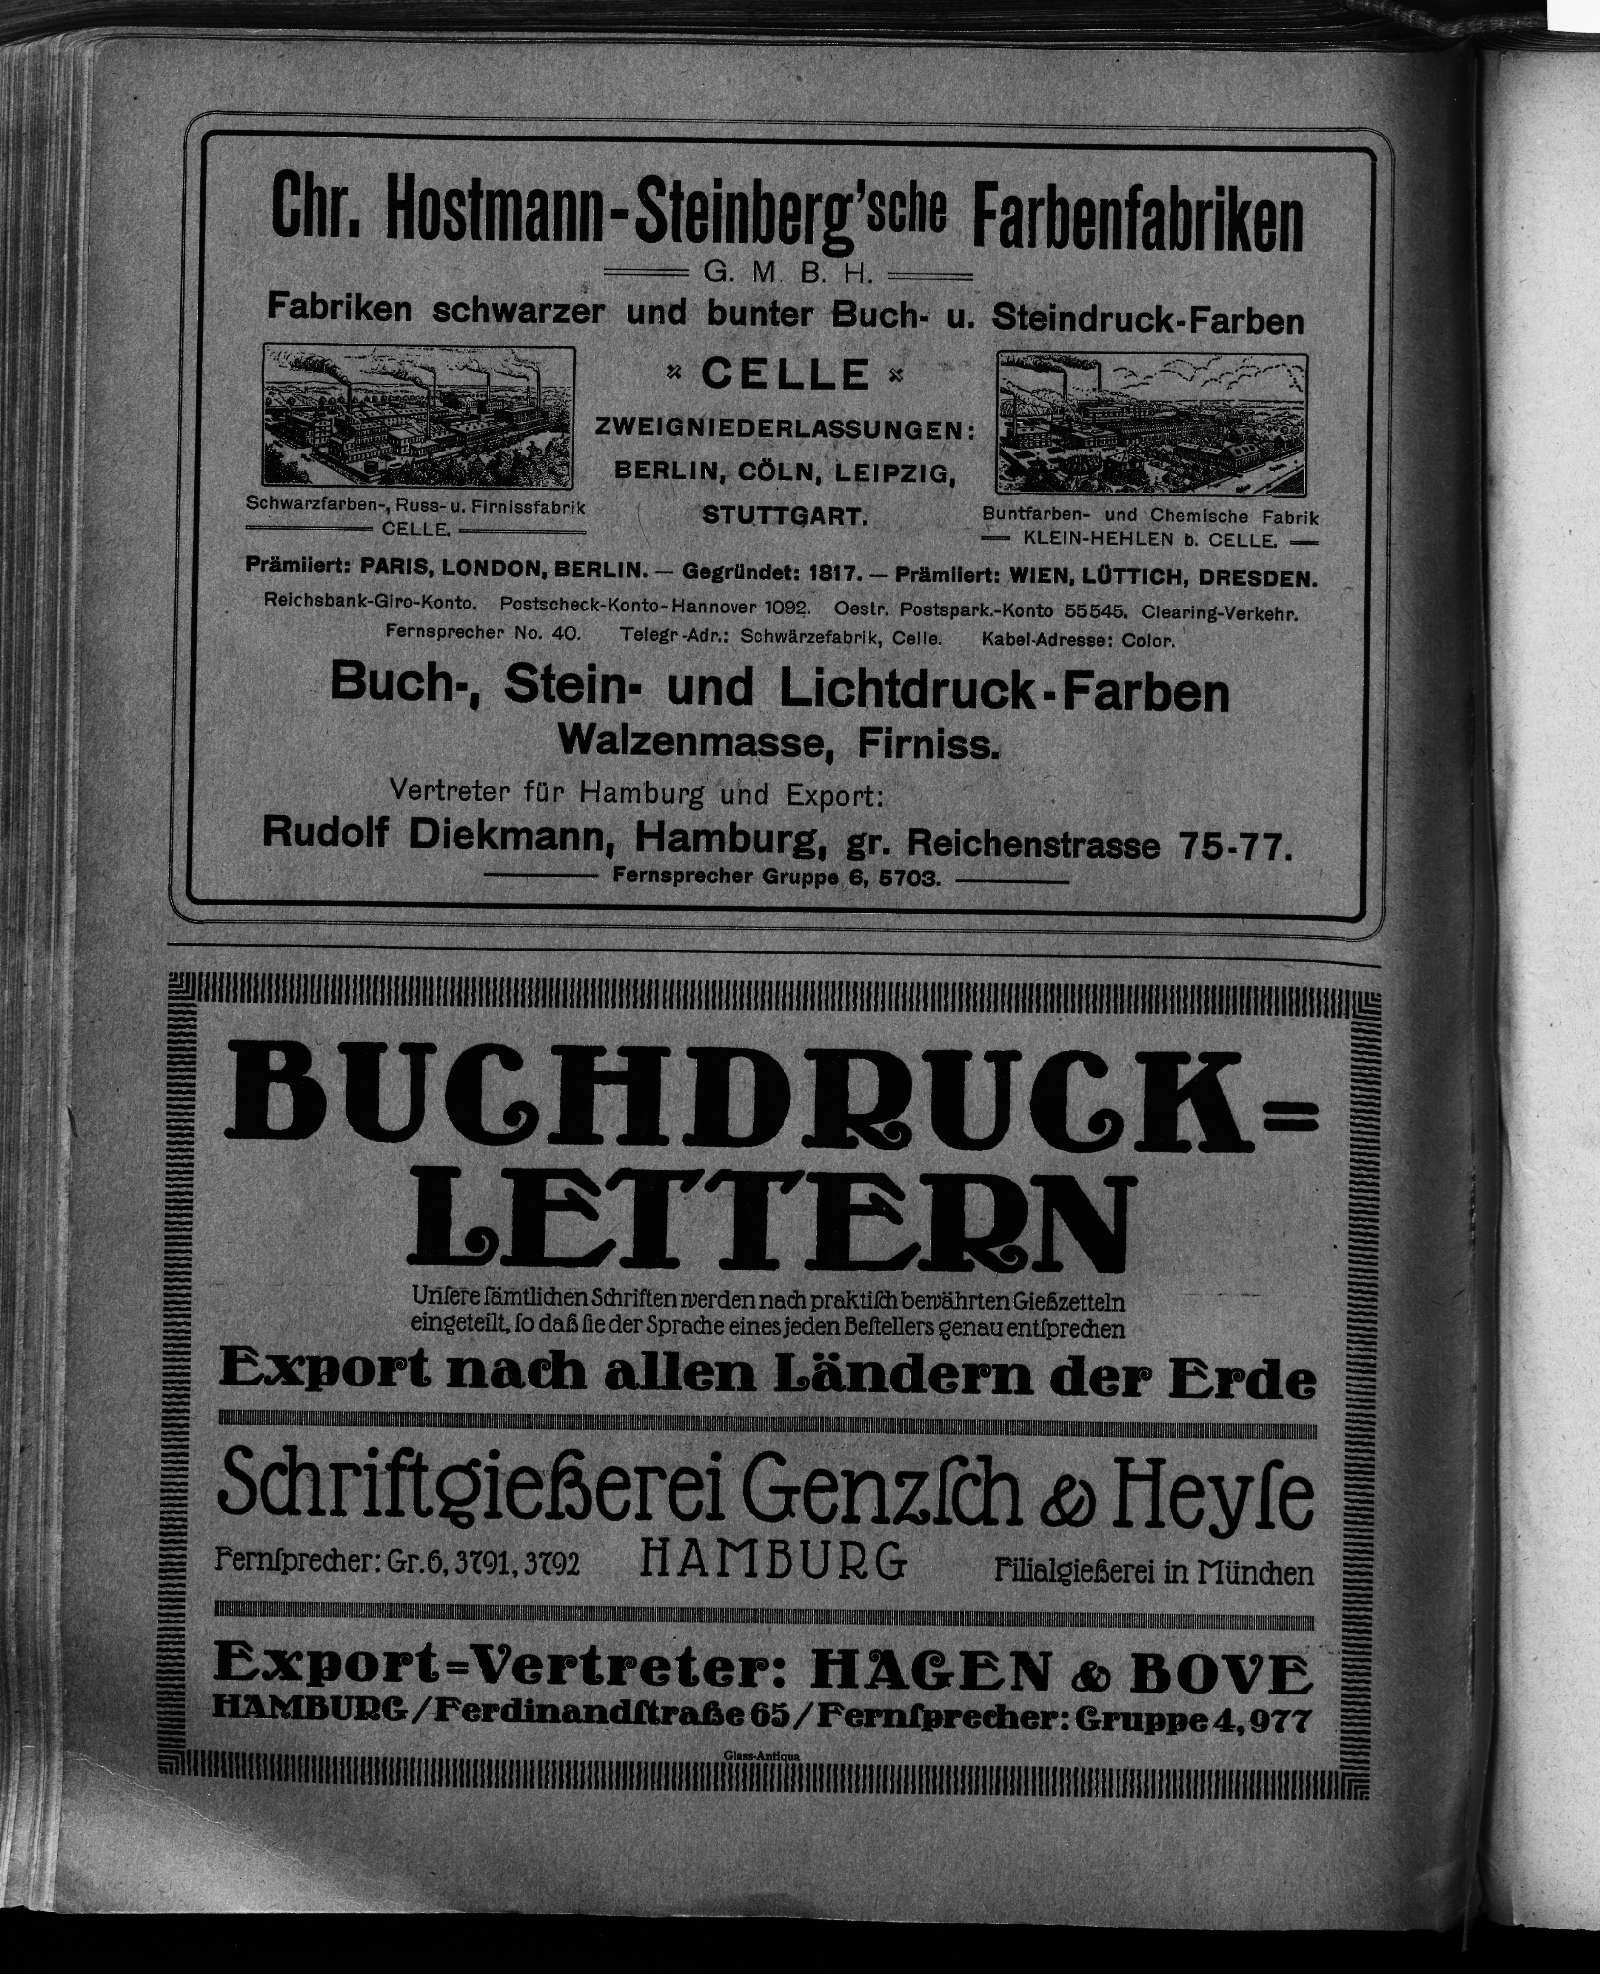 Chr. Hostmann-Steinberg'sche Farbenfabriken
G. M. B. H.
Fabriken schwarzer und bunter Buch- u. Steindruck-Farben
CELLE
ZWEIGNIEDERLASSUNGEN:
BERLIN, CÖLN, LEIPZIG,
STUTTGART.
Schwarzfarben-, Russ- u. Firnissfabrik
CELLE.
Buntfarben- und Chemische Fabrik
KLEIN-HEHLEN b. CELLE.
Prämiiert: PARIS, LONDON, BERLIN. — Gegründet: 1817. — Prämiiert: WIEN, LÜTTICH, DRESDEN.
Reichsbank-Giro-Konto. Postscheck-Konto-Hannover 1092. Oestr. Postspark.-Konto 55545. Clearing-Verkehr.
Fernsprecher No. 40. Telegr-Adr.: Schwärzefabrik, Celle. Kabel-Adresse: Color.
Buch-, Stein- und Lichtdruck-Farben
Walzenmasse, Firniss.
Vertreter für Hamburg und Export:
Rudolf Diekmann, Hamburg, gr. Reichenstrasse 75-77.
Fernsprecher Gruppe 6, 5703.
BUCHDRUCK=
LETTERN
Unſere ſämtlichen Schriften werden nach praktiſch bewährten Gießzetteln
eingeteilt, ſo daß ſie der Sprache eines jeden Beſtellers genau entſprechen
Export nach allen Ländern der Erde
Schriftgießerei Genzſch & Heyſe
Fernſprecher: Gr. 6, 3791, 3792 HAMBURG Filialgießerei in München
Export=Vertreter: HAGEN & BOVE
HAMBURG / Ferdinandſtraße 65 / Fernſprecher: Gruppe 4, 977
Glass-Antiqua